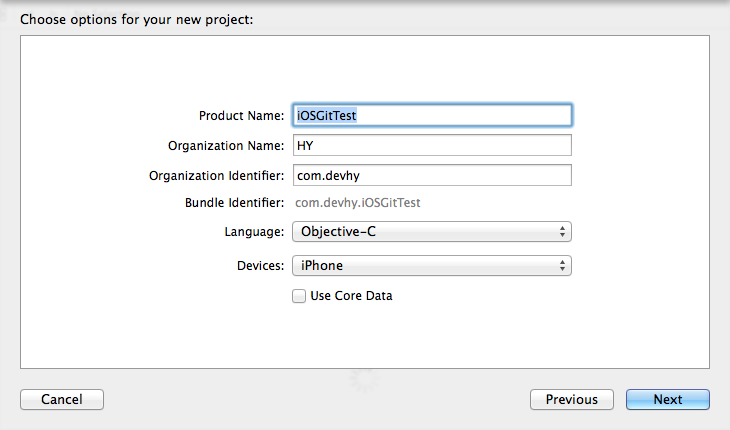 Choose options for your new project:
Product Name: iOSGitTest
Organization Name: HY
Organization Identifier: com.devhy
Bundle Identifier: com.devhy.iOSGitTest
Language: Objective-C
Devices: iPhone
Use Core Data
Cancel Previous Next